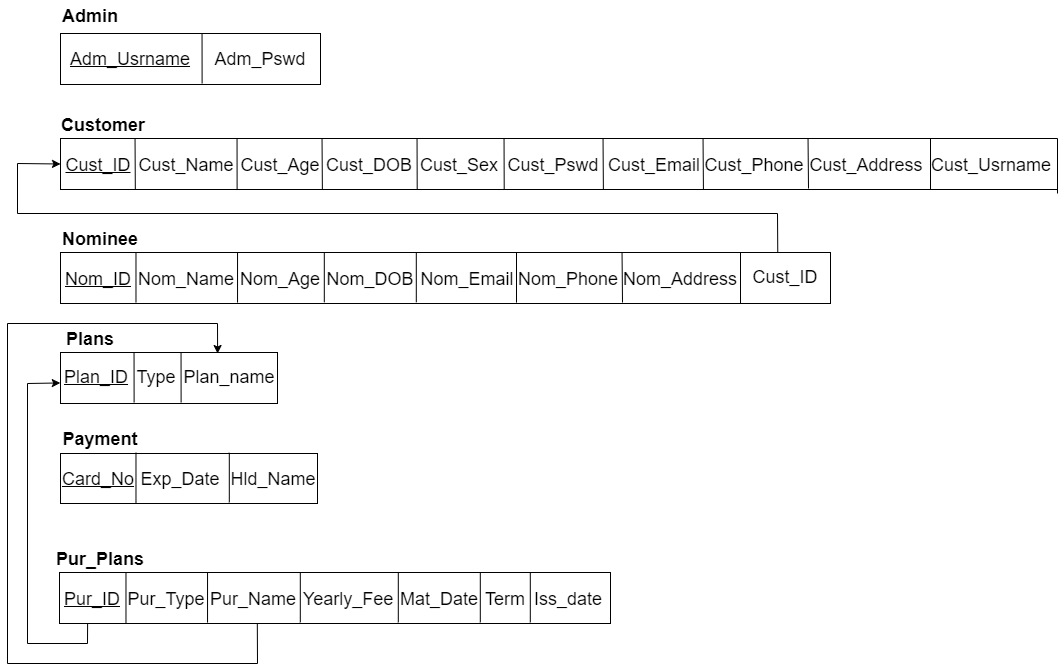 Admin
Adm_Usrname Adm_Pswd
Customer
Cust_ID Cust_Name Cust_Age Cust_DOB Cust_Sex Cust_Pswd Cust_Email Cust_Phone Cust_Address Cust_Usrname
Nominee
Nom_ID Nom_Name Nom_Age Nom_DOB Nom_Email Nom_Phone Nom_Address Cust_ID
Plans
Plan_ID Type Plan_name
Payment
Card_No Exp_Date Hld_Name
Pur_Plans
Pur_ID Pur_Type Pur_Name Yearly_Fee Mat_Date Term Iss_date